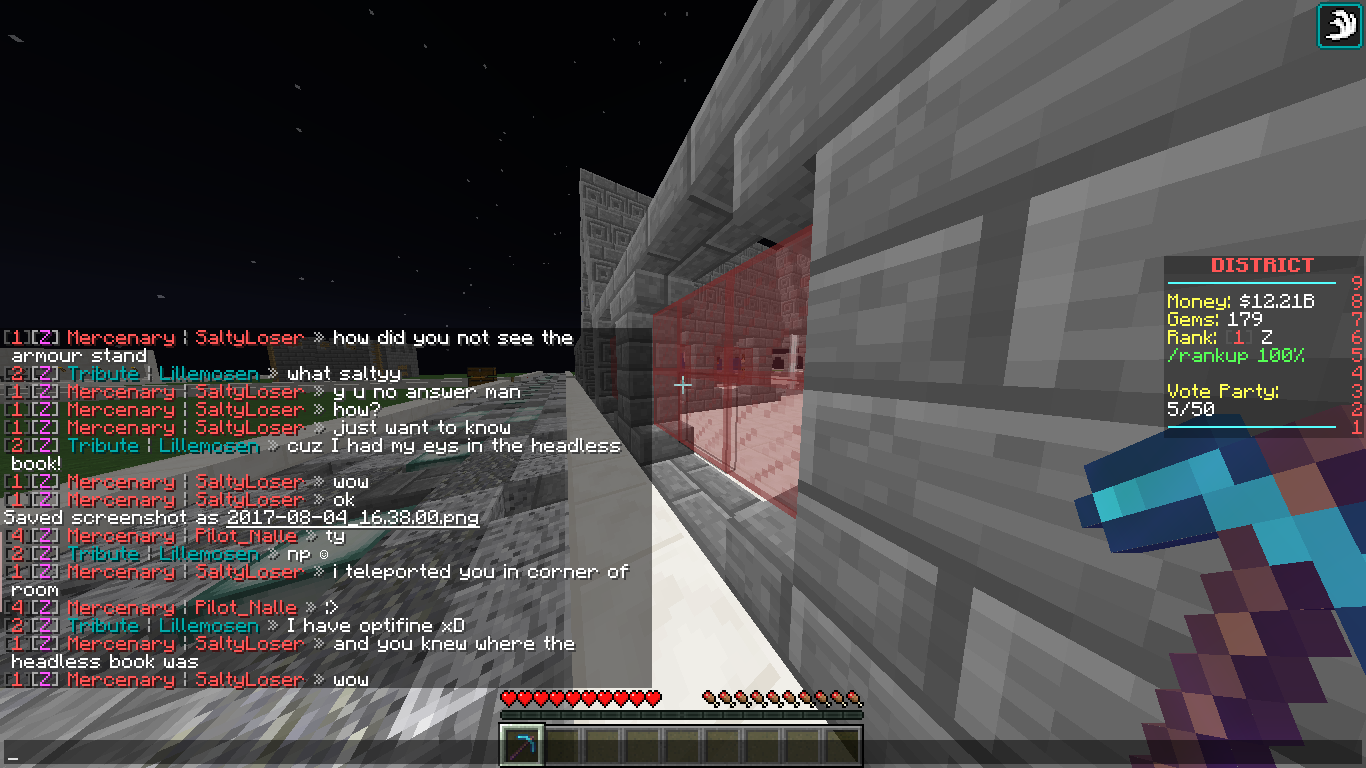 [1][Z] Mercenary ¦ SaltyLoser » how did you not see the
armour stand
[2][Z] Tribute ¦ Lillemosen » what saltyy
[1][Z] Mercenary ¦ SaltyLoser » y u no answer man
[1][Z] Mercenary ¦ SaltyLoser » how?
[1][Z] Mercenary ¦ SaltyLoser » just want to know
[2][Z] Tribute ¦ Lillemosen » cuz I had my eys in the headless
book!
[1][Z] Mercenary ¦ SaltyLoser » wow
[1][Z] Mercenary ¦ SaltyLoser » ok
Saved screenshot as 2017-08-04_16.38.00.png
[4][Z] Mercenary ¦ Pilot_Nalle » ty
[2][Z] Tribute ¦ Lillemosen » np ☺
[1][Z] Mercenary ¦ SaltyLoser » i teleported you in corner of
room
[4][Z] Mercenary ¦ Pilot_Nalle » :>
[2][Z] Tribute ¦ Lillemosen » I have optifine xD
[1][Z] Mercenary ¦ SaltyLoser » and you knew where the
headless book was
[1][Z] Mercenary ¦ SaltyLoser » wow
_
DISTRICT
9
Money: $12.21B 8
Gems: 179 7
Rank: [1] Z 6
/rankup 100% 5
4
Vote Party: 3
5/50 2
1